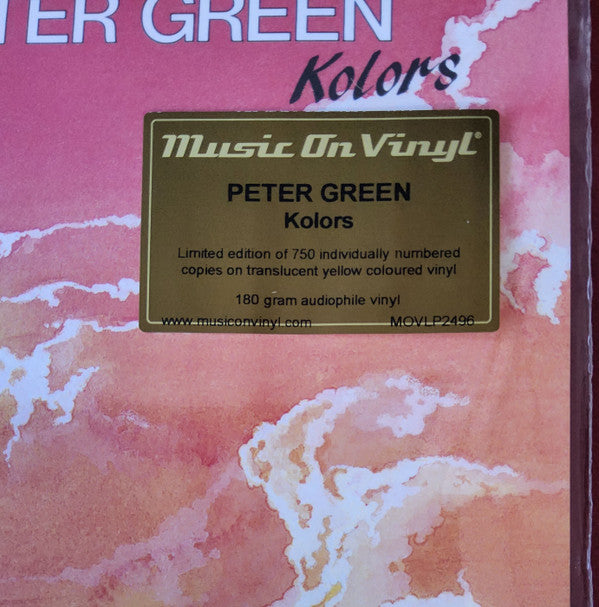 TER GREEN
Kolors
Music On Vinyl®
PETER GREEN
Kolors
Limited edition of 750 individually numbered
copies on translucent yellow coloured vinyl
180 gram audiophile vinyl
www.musiconvinyl.com MOVLP2496